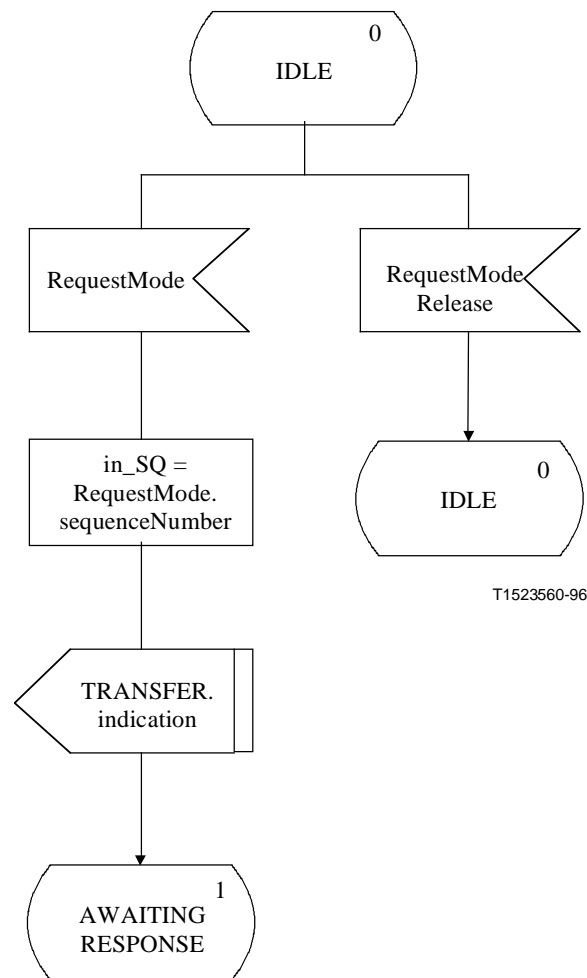 0
IDLE
RequestMode
RequestMode
Release
in_SQ =
RequestMode.
sequenceNumber
0
IDLE
T1523560-96
TRANSFER.
indication
1
AWAITING
RESPONSE